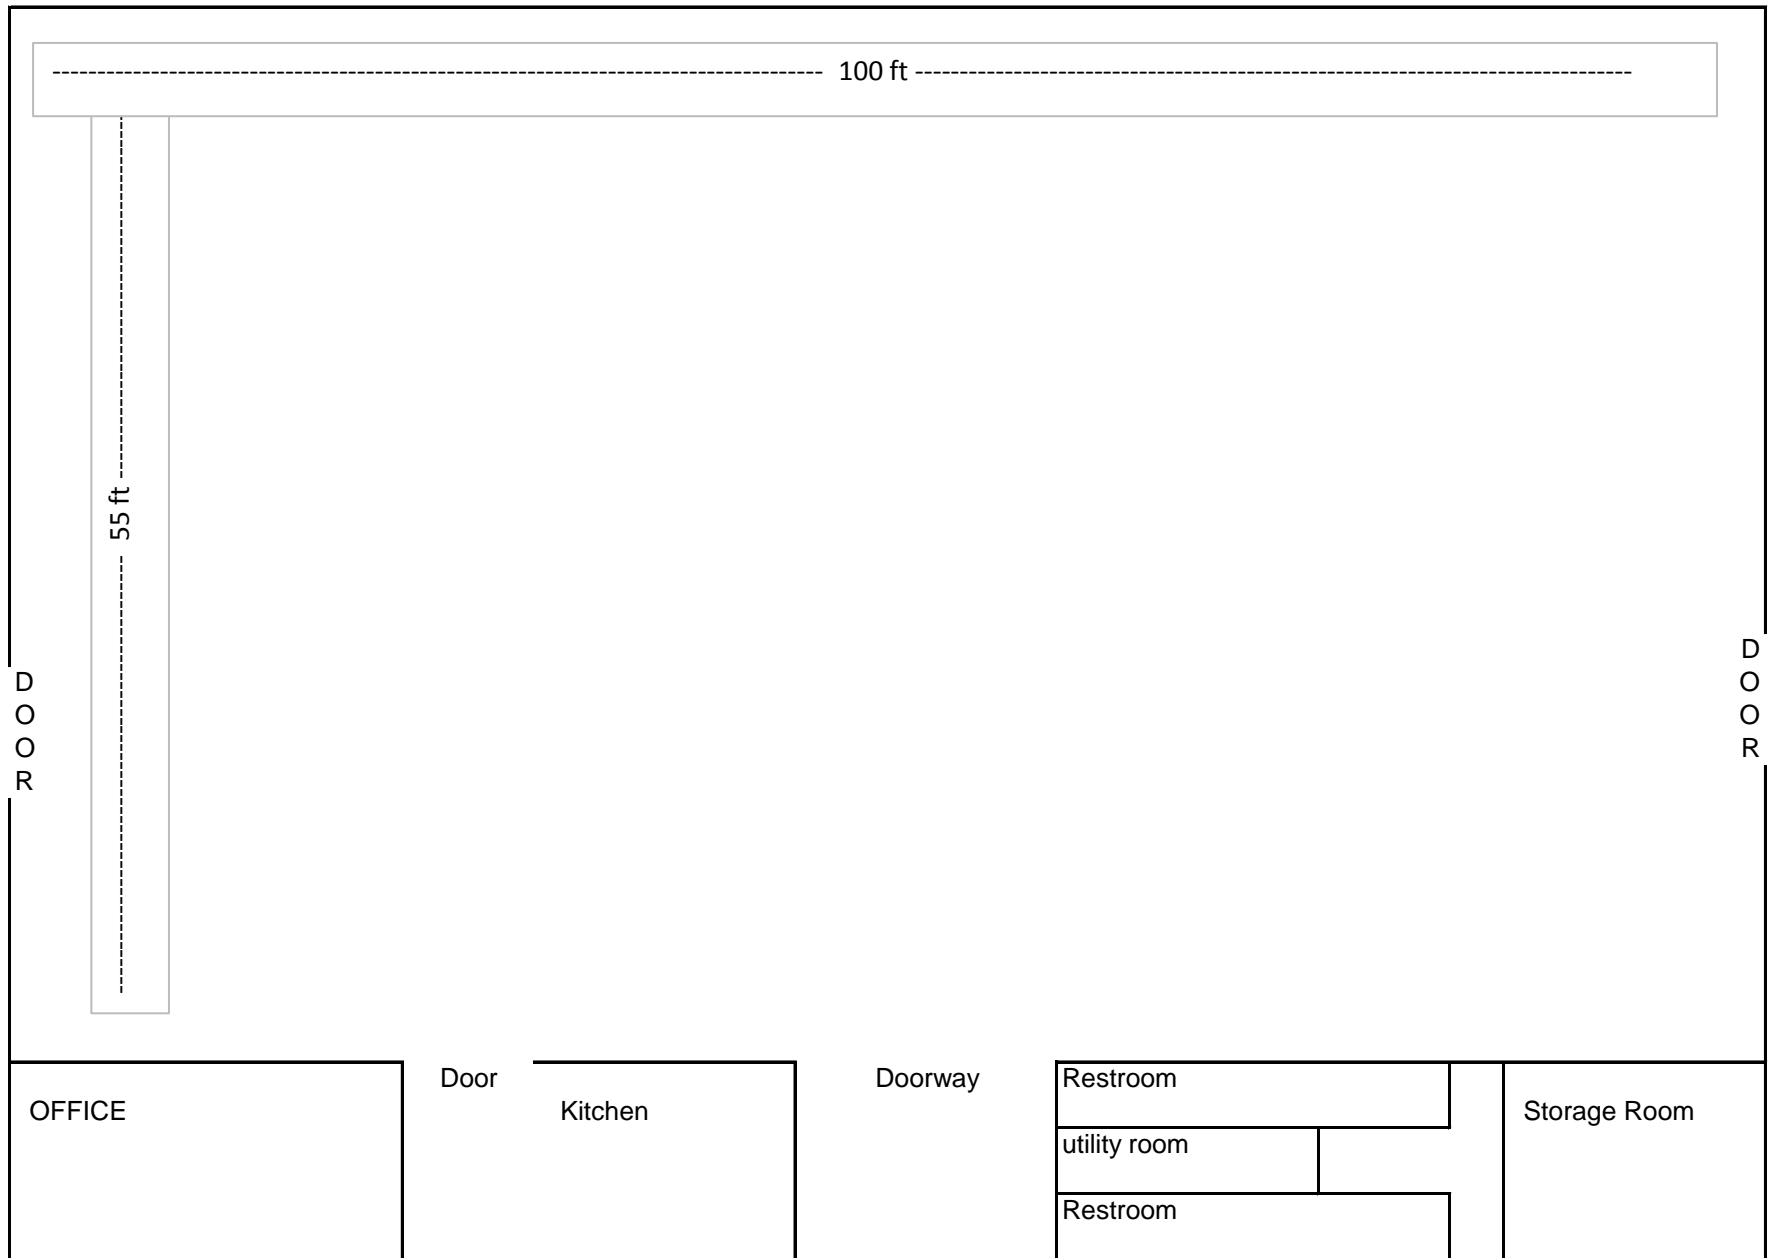 ---------------------------------------------------------------------------------------- 100 ft ----------------------------------------------------------------------------------
------------------------------------------ 55 ft --------------------------------------------------
D
O
O
R
D
O
O
R
Door
Doorway
Restroom
OFFICE
Kitchen
Storage Room
utility room
Restroom